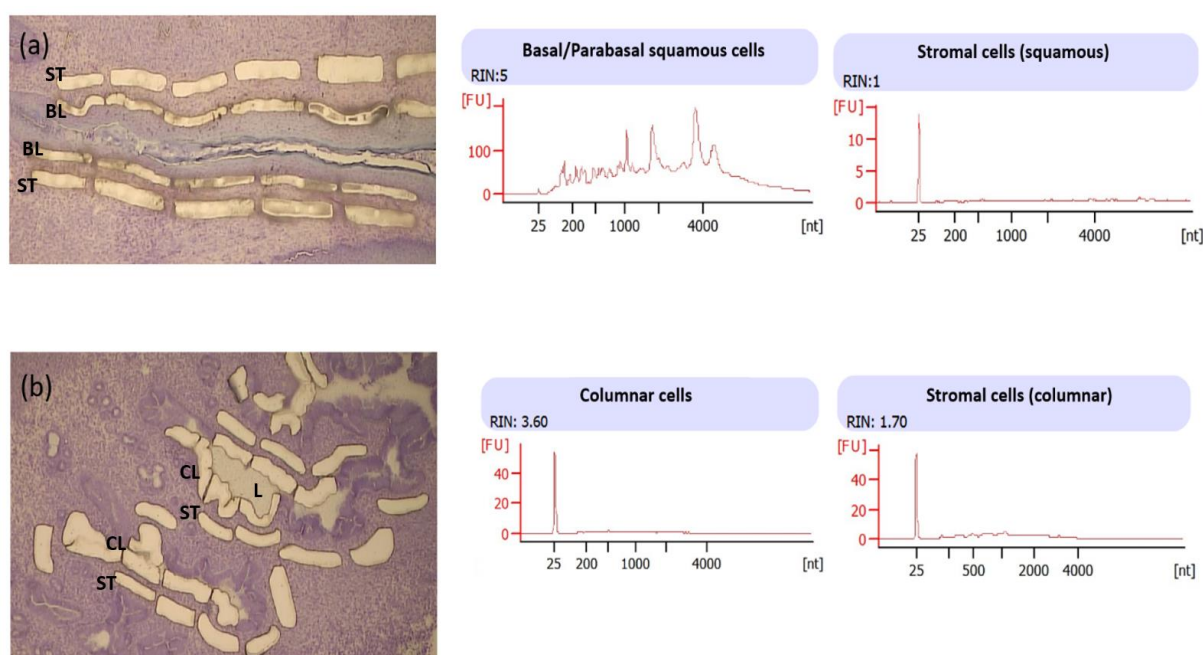 (a)
ST
BL
BL
ST
Basal/Parabasal squamous cells
RIN:5
[FU]
100
0
25 200 1000 4000 [nt]
Stromal cells (squamous)
RIN:1
[FU]
10
5
0
25 200 1000 4000 [nt]
(b)
CL
L
ST
CL
ST
Columnar cells
RIN: 3.60
[FU]
40
20
0
25 200 1000 4000 [nt]
Stromal cells (columnar)
RIN: 1.70
[FU]
40
20
0
25 500 2000 4000 [nt]